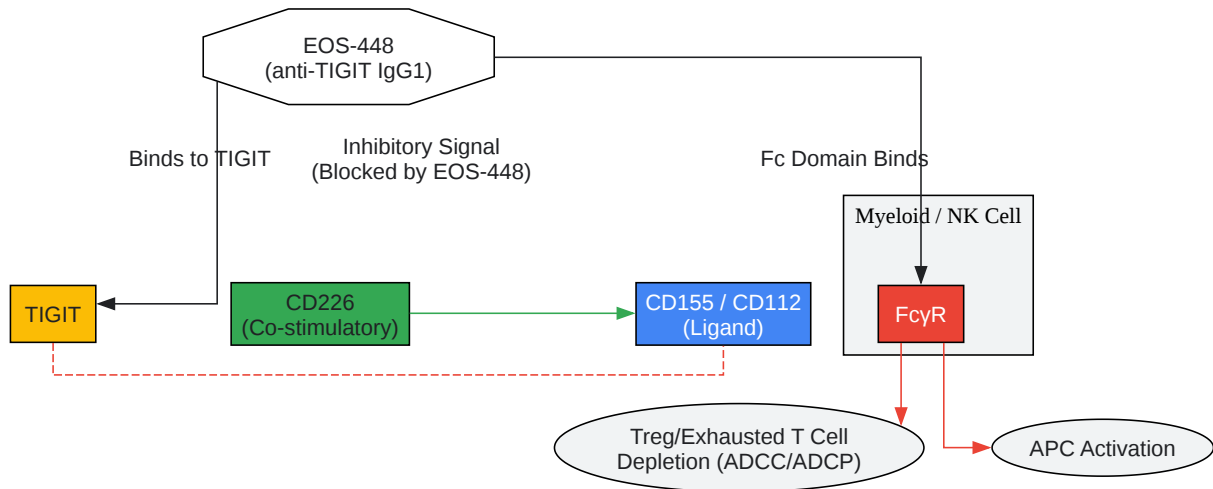 EOS-448
(anti-TIGIT IgG1)
Binds to TIGIT
Inhibitory Signal
(Blocked by EOS-448)
Fc Domain Binds
Myeloid / NK Cell
TIGIT
CD226
(Co-stimulatory)
CD155 / CD112
(Ligand)
FcγR
Treg/Exhausted T Cell
Depletion (ADCC/ADCP)
APC Activation